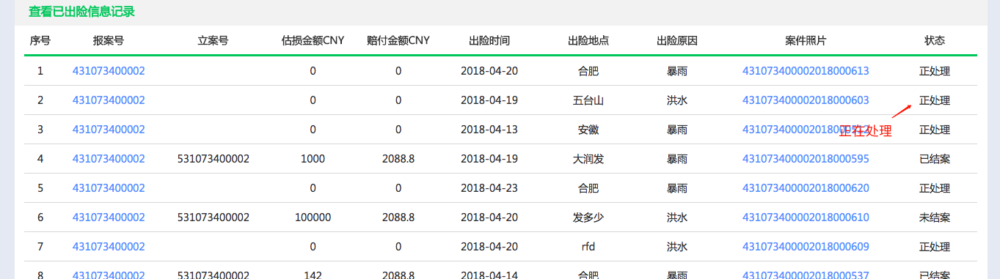 查看已出险信息记录
序号 报案号 立案号 估损金额CNY 赔付金额CNY 出险时间 出险地点 出险原因 案件照片 状态
1 431073400002 0 0 2018-04-20 合肥 暴雨 431073400002018000613 正处理
2 431073400002 0 0 2018-04-19 五台山 洪水 431073400002018000603 正处理
3 431073400002 0 0 2018-04-13 安徽 暴雨 正处理
正在处理
4 431073400002 531073400002 1000 2088.8 2018-04-19 大润发 暴雨 431073400002018000595 已结案
5 431073400002 0 0 2018-04-23 合肥 暴雨 431073400002018000620 正处理
6 431073400002 531073400002 100000 2088.8 2018-04-20 发多少 洪水 431073400002018000610 未结案
7 431073400002 0 0 2018-04-20 rfd 洪水 431073400002018000609 正处理
8 431073400002 531073400002 142 2088.8 2018-04-14 合肥 暴雨 431073400002018000537 已结案